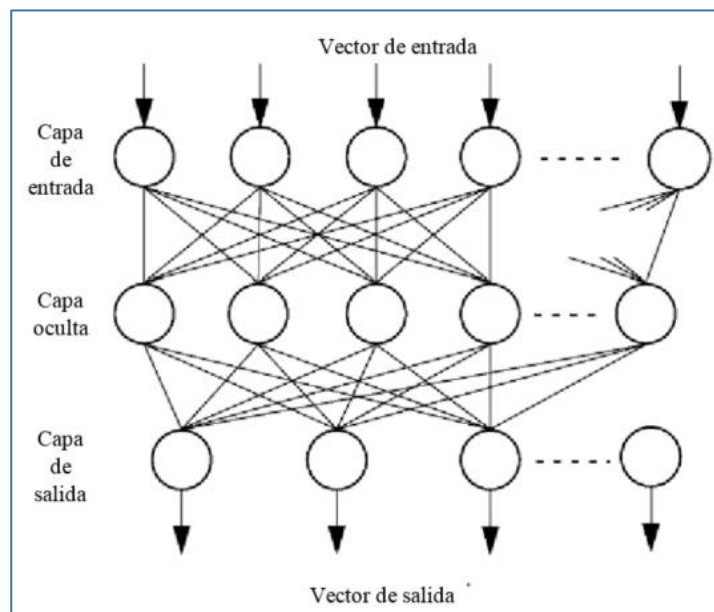 Vector de entrada
Capa
de
entrada
Capa
oculta
Capa
de
salida
Vector de salida